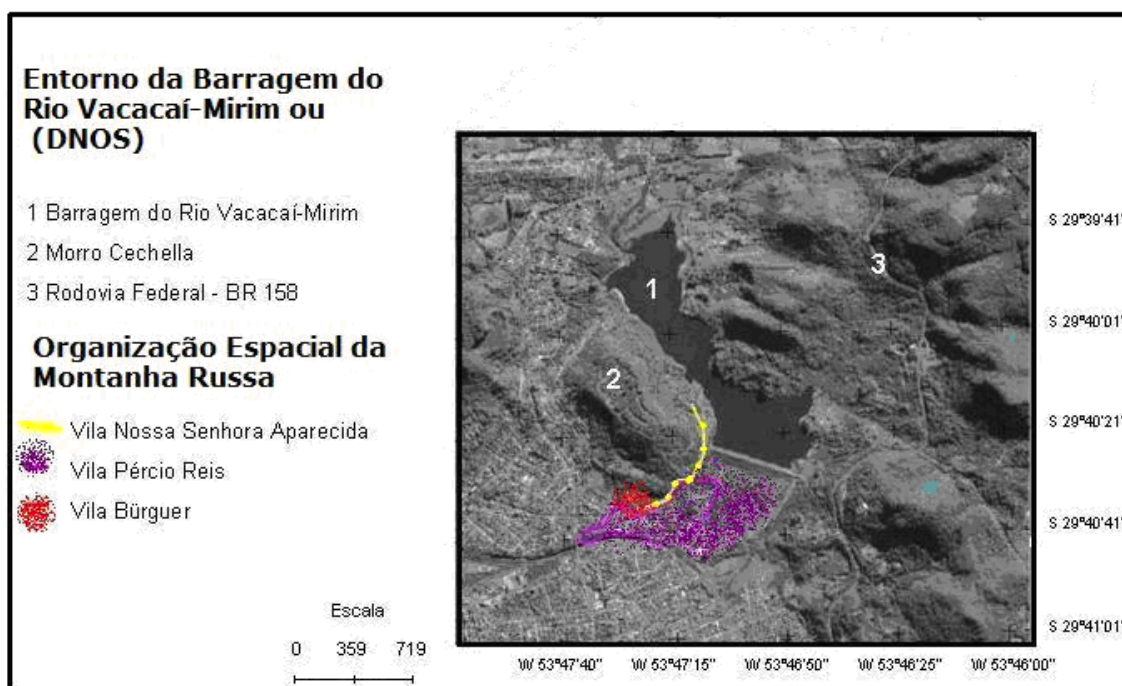 Entorno da Barragem do
Rio Vacacaí-Mirim ou
(DNOS)
1 Barragem do Rio Vacacaí-Mirim
2 Morro Cechella
3 Rodovia Federal - BR 158
Organização Espacial da
Montanha Russa
Vila Nossa Senhora Aparecida
Vila Pércio Reis
Vila Bürguer
Escala
0 359 719
1
2
3
S 29°39'41"
S 29°40'01"
S 29°40'21"
S 29°40'41"
S 29°41'01"
W 53°47'40" W 53°47'15" W 53°46'50" W 53°46'25" W 53°46'00"